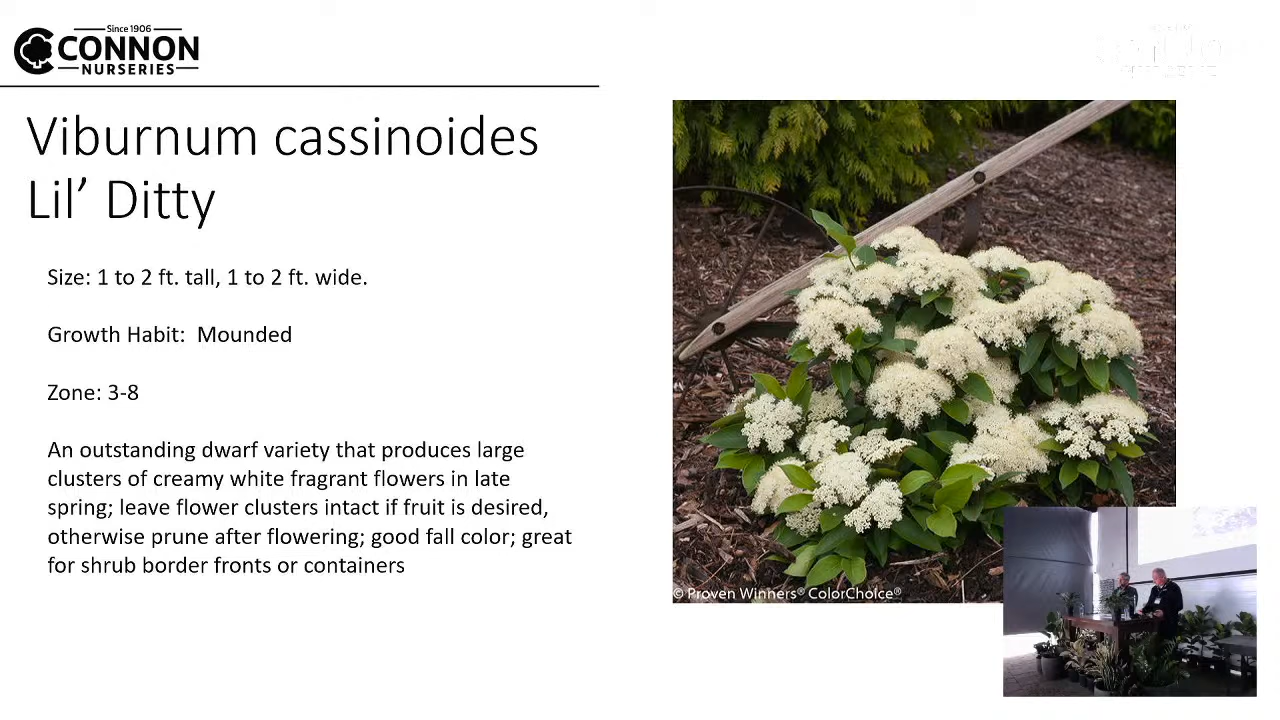 Since 1906
CONNON
NURSERIES
Viburnum cassinoides
Lil’ Ditty
Size: 1 to 2 ft. tall, 1 to 2 ft. wide.
Growth Habit:  Mounded
Zone: 3-8
An outstanding dwarf variety that produces large
clusters of creamy white fragrant flowers in late
spring; leave flower clusters intact if fruit is desired,
otherwise prune after flowering; good fall color; great
for shrub border fronts or containers
© Proven Winners® ColorChoice®